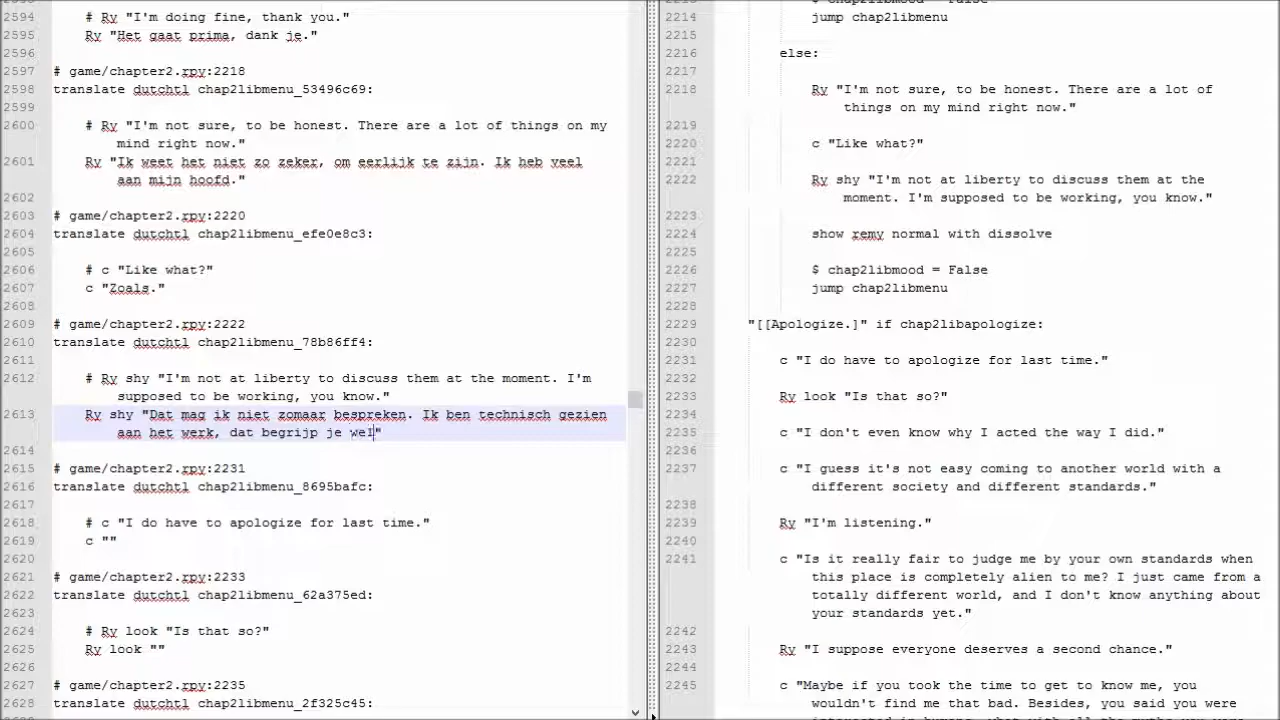 2594 # Ry "I'm doing fine, thank you."
2595 Ry "Het gaat prima, dank je."
2596
2597 # game/chapter2.rpy:2218
2598 translate dutchtl chap2libmenu_53496c69:
2599
2600 # Ry "I'm not sure, to be honest. There are a lot of things on my
mind right now."
2601 Ry "Ik weet het niet zo zeker, om eerlijk te zijn. Ik heb veel
aan mijn hoofd."
2602
2603 # game/chapter2.rpy:2220
2604 translate dutchtl chap2libmenu_efe0e8c3:
2605
2606 # c "Like what?"
2607 c "Zoals."
2608
2609 # game/chapter2.rpy:2222
2610 translate dutchtl chap2libmenu_78b86ff4:
2611
2612 # Ry shy "I'm not at liberty to discuss them at the moment. I'm
supposed to be working, you know."
2613 Ry shy "Dat mag ik niet zomaar bespreken. Ik ben technisch gezien
aan het werk, dat begrijp je wel"
2614
2615 # game/chapter2.rpy:2231
2616 translate dutchtl chap2libmenu_8695bafc:
2617
2618 # c "I do have to apologize for last time."
2619 c ""
2620
2621 # game/chapter2.rpy:2233
2622 translate dutchtl chap2libmenu_62a375ed:
2623
2624 # Ry look "Is that so?"
2625 Ry look ""
2626
2627 # game/chapter2.rpy:2235
2628 translate dutchtl chap2libmenu_2f325c45:
2214 jump chap2libmenu
2215
2216 else:
2217
2218 Ry "I'm not sure, to be honest. There are a lot of
things on my mind right now."
2219
2220 c "Like what?"
2221
2222 Ry shy "I'm not at liberty to discuss them at the
moment. I'm supposed to be working, you know."
2223
2224 show remy normal with dissolve
2225
2226 $ chap2libmood = False
2227 jump chap2libmenu
2228
2229 "[[Apologize.]" if chap2libapologize:
2230
2231 c "I do have to apologize for last time."
2232
2233 Ry look "Is that so?"
2234
2235 c "I don't even know why I acted the way I did."
2236
2237 c "I guess it's not easy coming to another world with a
different society and different standards."
2238
2239 Ry "I'm listening."
2240
2241 c "Is it really fair to judge me by your own standards when
this place is completely alien to me? I just came from a
totally different world, and I don't know anything about
your standards yet."
2242
2243 Ry "I suppose everyone deserves a second chance."
2244
2245 c "Maybe if you took the time to get to know me, you
wouldn't find me that bad. Besides, you said you were